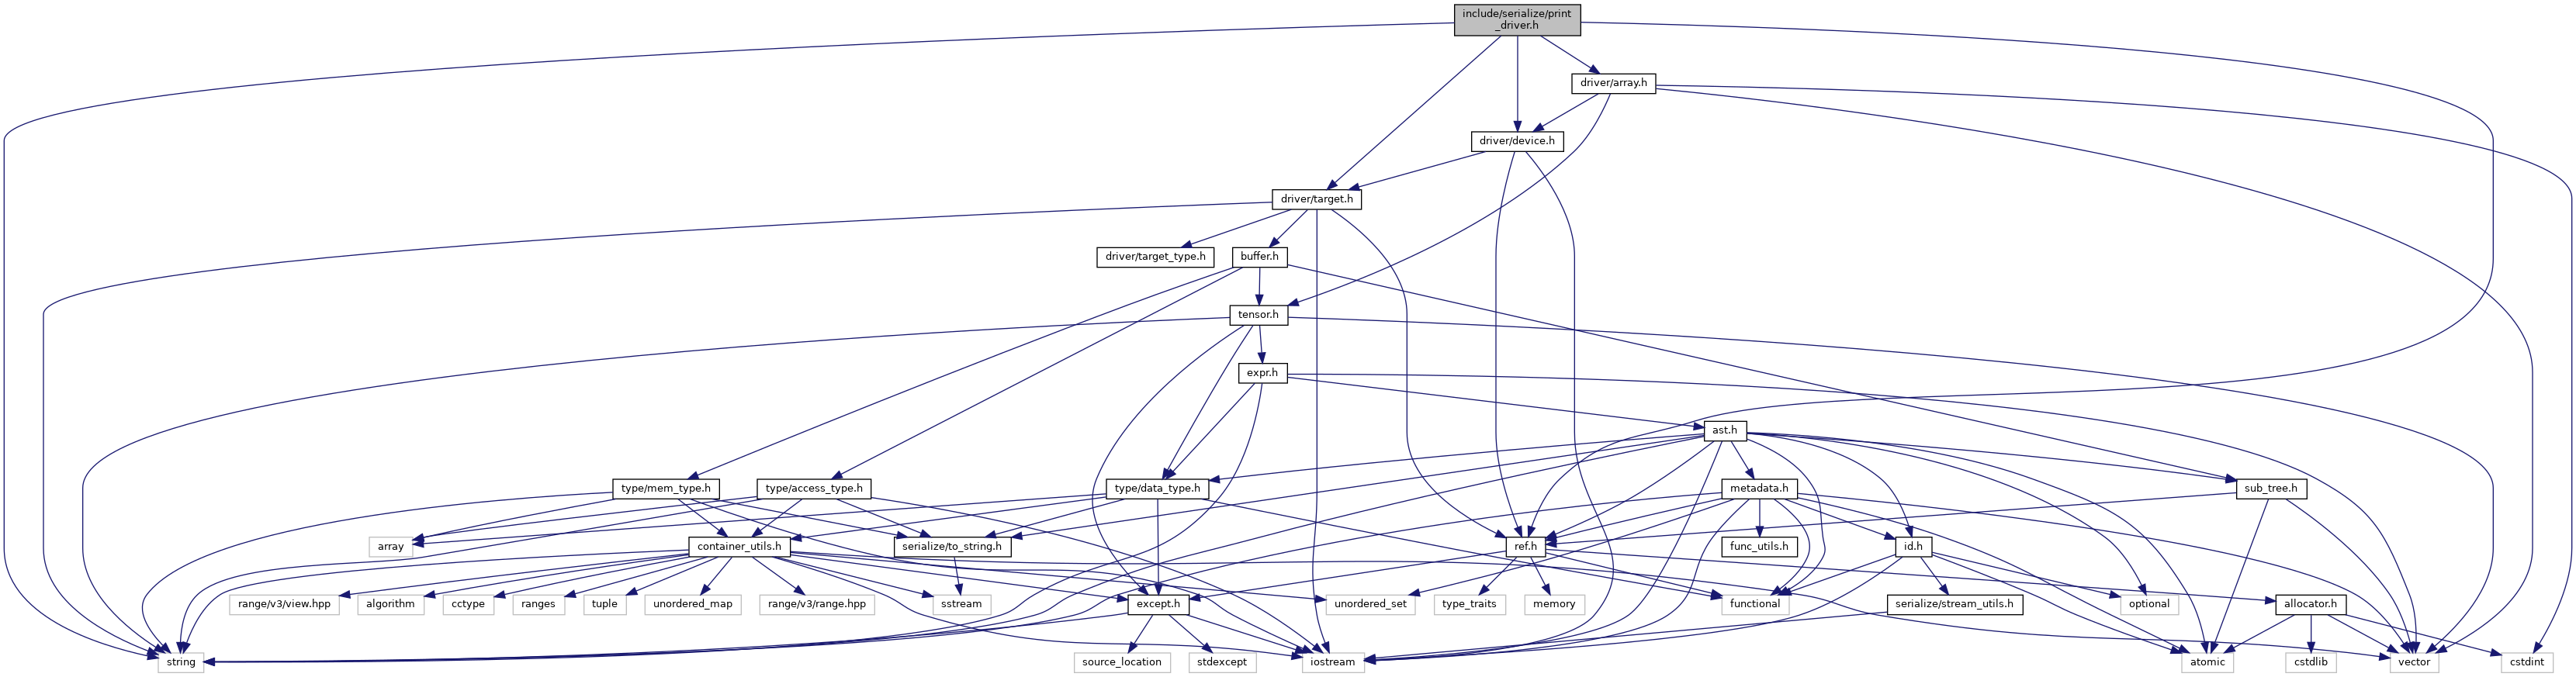 include/serialize/print
_driver.h
driver/array.h
driver/device.h
driver/target.h
driver/target_type.h
buffer.h
tensor.h
expr.h
ast.h
type/mem_type.h
type/access_type.h
type/data_type.h
metadata.h
sub_tree.h
array
container_utils.h
serialize/to_string.h
ref.h
func_utils.h
id.h
range/v3/view.hpp
algorithm
cctype
ranges
tuple
unordered_map
range/v3/range.hpp
sstream
except.h
unordered_set
type_traits
memory
functional
serialize/stream_utils.h
optional
allocator.h
string
source_location
stdexcept
iostream
atomic
cstdlib
vector
cstdint